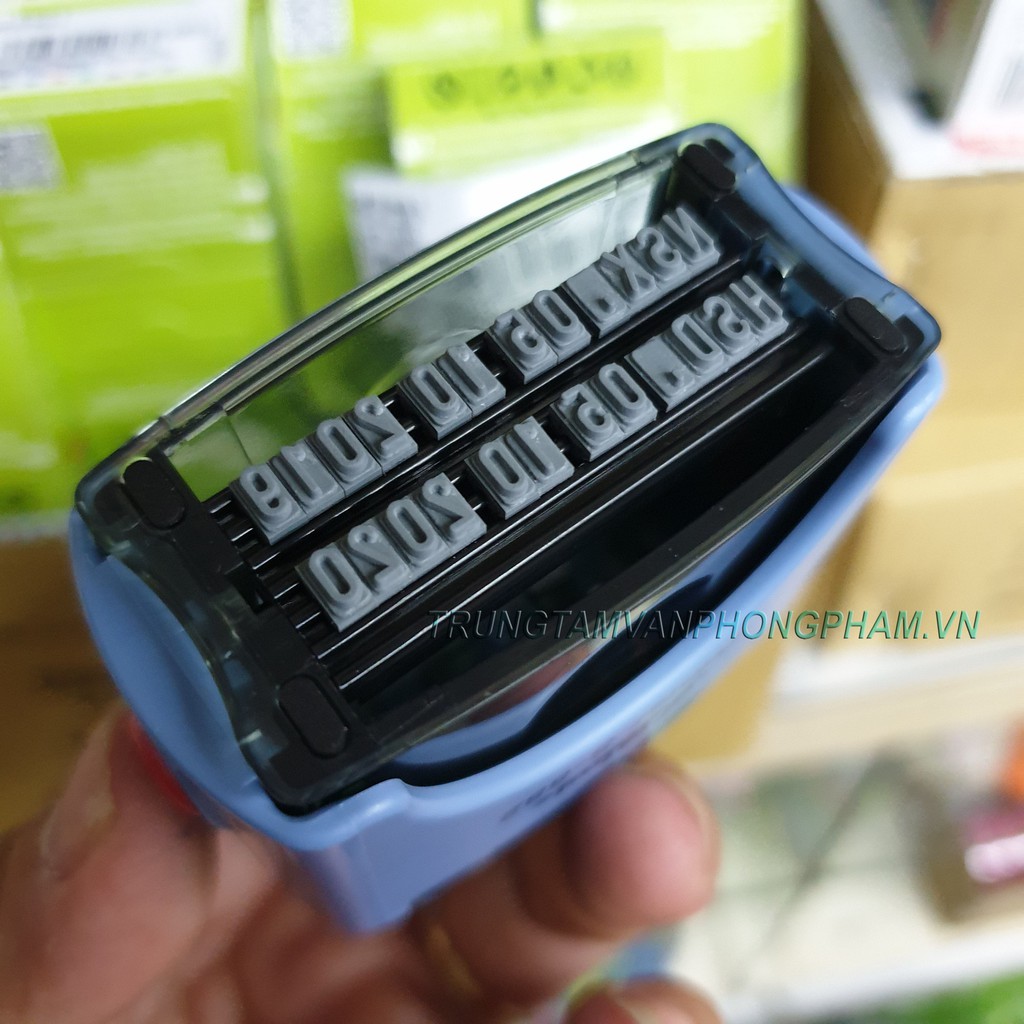 NSX. 05 10 2019
HSD. 05 10 2020
TRUNGTAMVANPHONGPHAM.VN